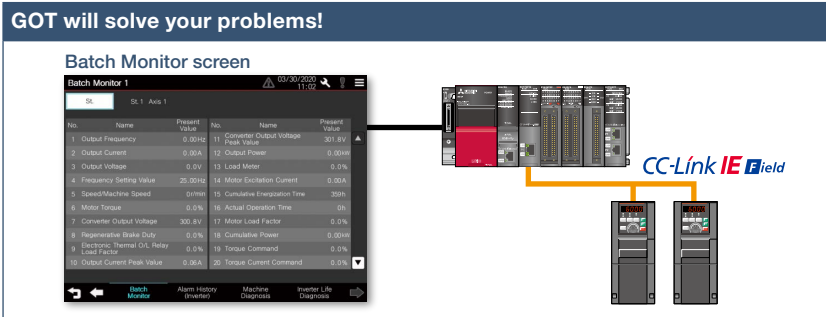 GOT will solve your problems!
Batch Monitor screen
Batch Monitor 1
03/30/2020
11:02
St.
St.1 Axis 1
No. Name Present Value No. Name Present Value
1 Output Frequency 0.00Hz 11 Converter Output Voltage Peak Value 301.8V
2 Output Current 0.00A 12 Output Power 0.00kW
3 Output Voltage 0.0V 13 Load Meter 0.0%
4 Frequency Setting Value 25.00Hz 14 Motor Excitation Current 0.00A
5 Speed/Machine Speed 0r/min 15 Cumulative Energization Time 359h
6 Motor Torque 0.0% 16 Actual Operation Time 0h
7 Converter Output Voltage 300.8V 17 Motor Load Factor 0.0%
8 Regenerative Brake Duty 0.0% 18 Cumulative Power 0.00kW
9 Electronic Thermal O/L Relay Load Factor 0.0% 19 Torque Command 0.0%
10 Output Current Peak Value 0.06A 20 Torque Current Command 0.0%
Batch Monitor
Alarm History (Inverter)
Machine Diagnosis
Inverter Life Diagnosis
CC-Link IE Field